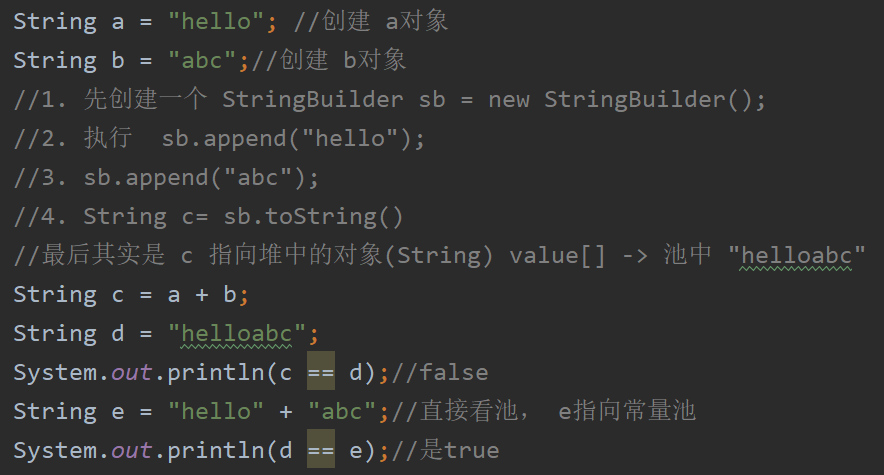 String a = "hello"; //创建 a对象
String b = "abc";//创建 b对象
//1. 先创建一个 StringBuilder sb = new StringBuilder();
//2. 执行  sb.append("hello");
//3. sb.append("abc");
//4. String c= sb.toString()
//最后其实是 c 指向堆中的对象(String) value[] -> 池中 "helloabc"
String c = a + b;
String d = "helloabc";
System.out.println(c == d);//false
String e = "hello" + "abc";//直接看池， e指向常量池
System.out.println(d == e);//是true